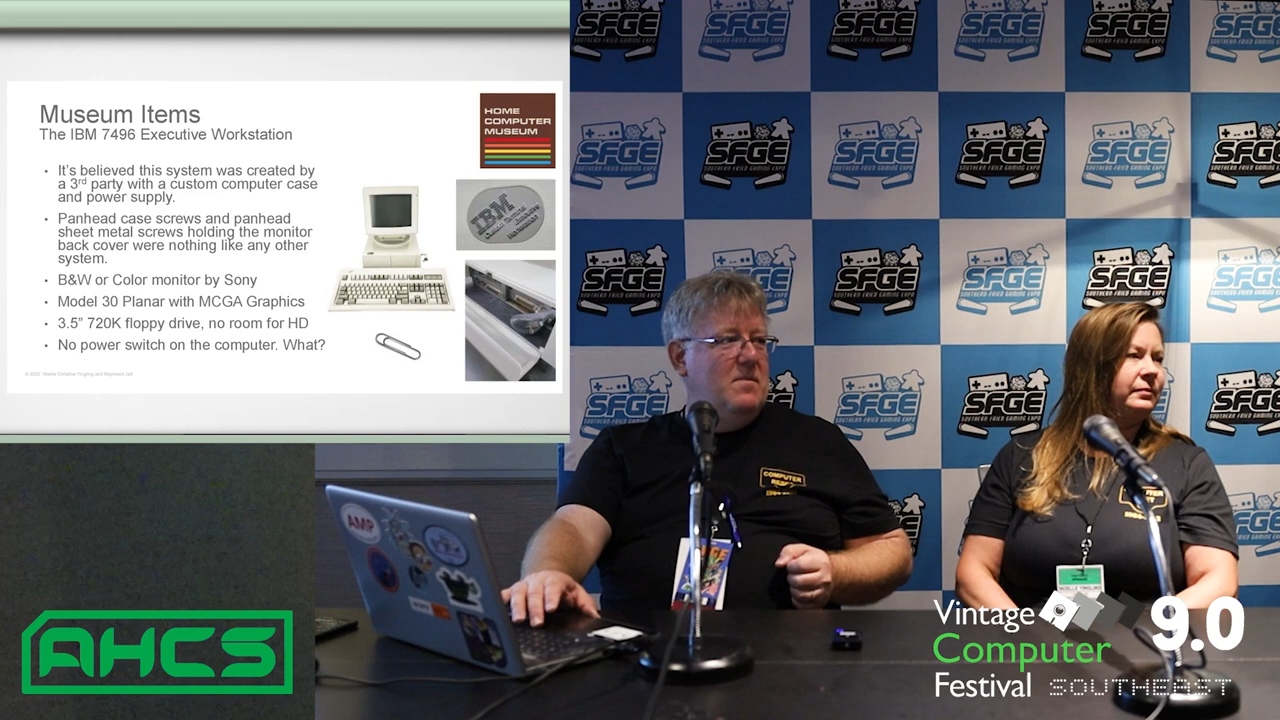 Museum Items
The IBM 7496 Executive Workstation
• It's believed this system was created by
a 3rd party with a custom computer case
and power supply.
• Panhead case screws and panhead
sheet metal screws holding the monitor
back cover were nothing like any other
system.
• B&W or Color monitor by Sony
• Model 30 Planar with MCGA Graphics
• 3.5" 720K floppy drive, no room for HD
• No power switch on the computer. What?
HOME
COMPUTER
MUSEUM
IBM
SFGE
SOUTHERN-FRIED GAMING EXPO
COMPUTER
AMP
AHCS
Vintage
Computer
Festival
9.0
SOUTHEAST